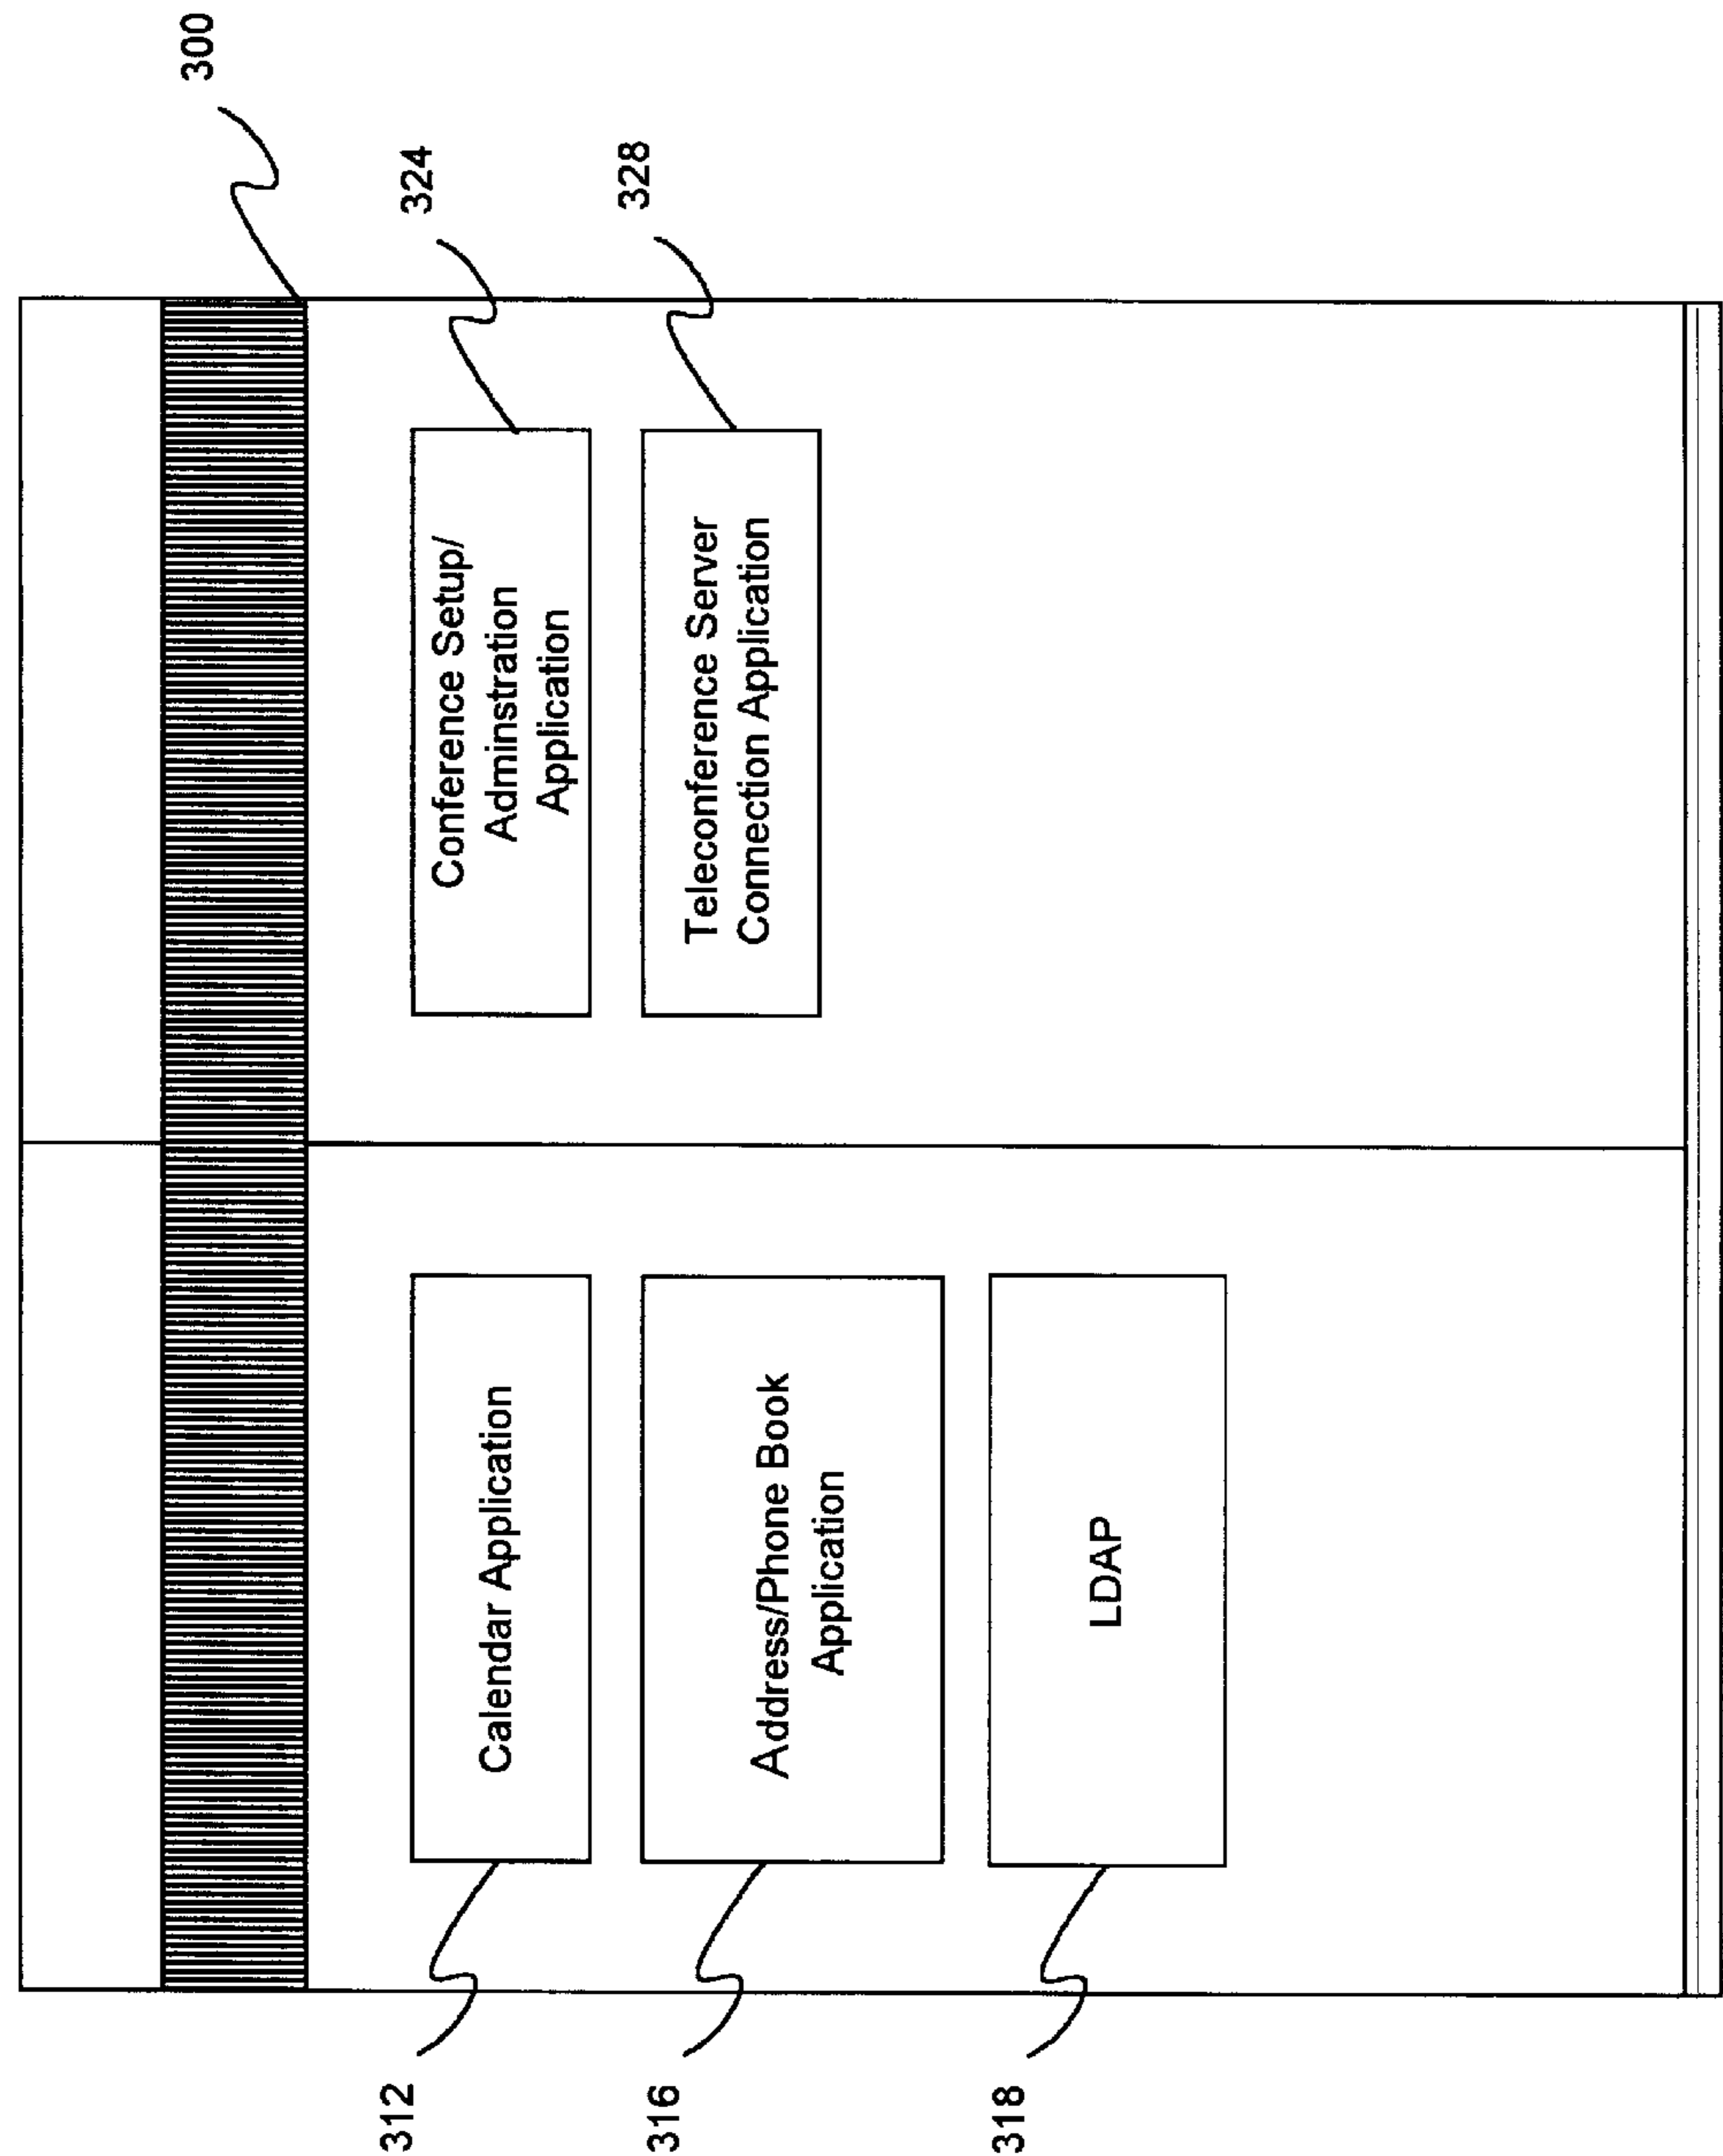 300
324
Conference Setup/
Adminstration
Application
328
Teleconference Server
Connection Application
312
Calendar Application
316
Address/Phone Book
Application
318
LDAP